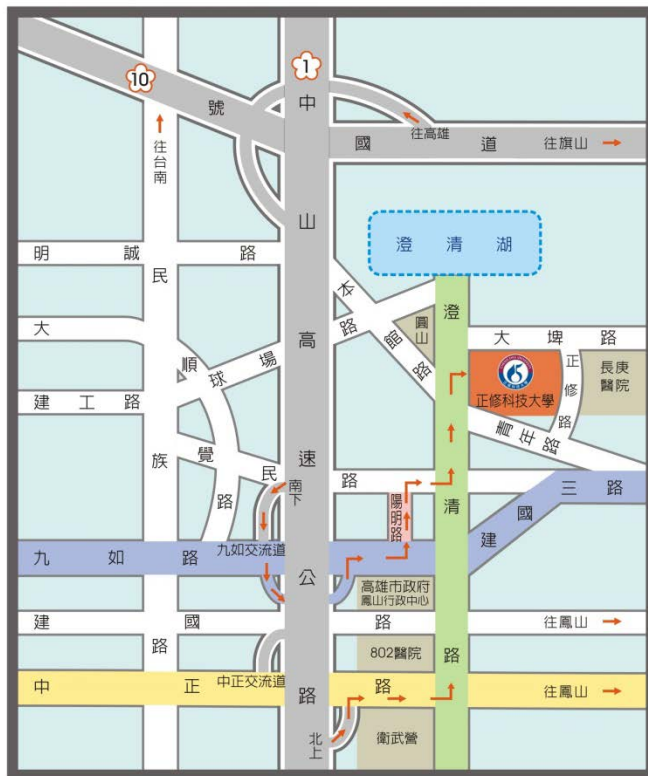 10
1
中山高速公路
號
國道
往高雄
往旗山
往台南
澄清湖
明誠路
民族路
本館路
大順路
球場路
圓山
澄清路
大埤路
正修科技大學
正修路
長庚
醫院
建工路
青年路
覺民路
南下
陽明路
建國三路
九如路
九如交流道
高雄市政府
鳳山行政中心
建國路
往鳳山
802醫院
中正路
中正交流道
往鳳山
北上
衛武營